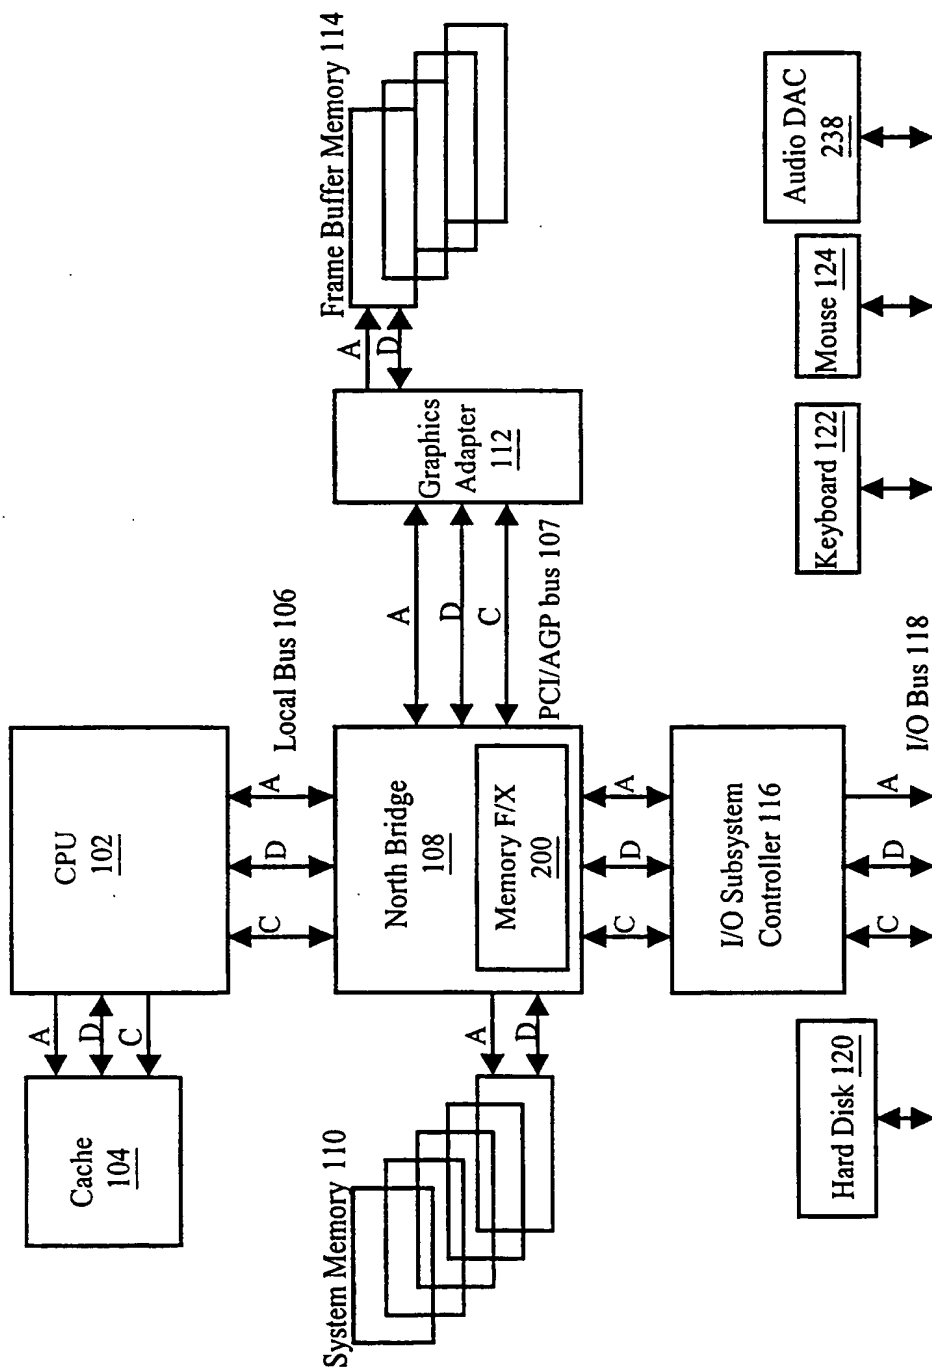 Cache
104
A
D
C
CPU
102
Local Bus 106
C
D
A
System Memory 110
A
D
North Bridge
108
Memory F/X
200
A
D
C
PCI/AGP bus 107
Graphics
Adapter
112
A
D
Frame Buffer Memory 114
C
D
A
I/O Subsystem
Controller 116
C
D
A
I/O Bus 118
Hard Disk 120
Keyboard 122
Mouse 124
Audio DAC
238